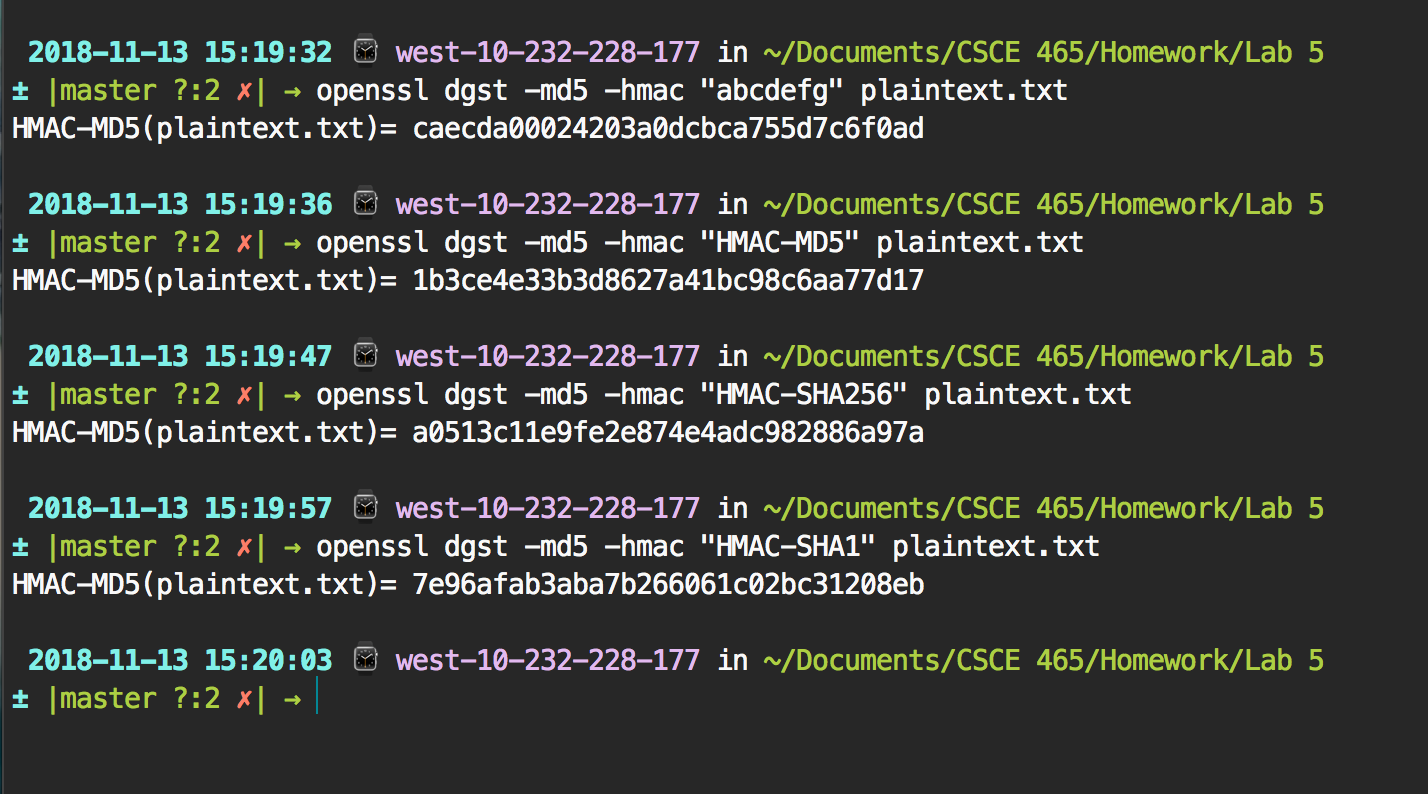 2018-11-13 15:19:32 ⌚ west-10-232-228-177 in ~/Documents/CSCE 465/Homework/Lab 5
± |master ?:2 ✗| → openssl dgst -md5 -hmac "abcdefg" plaintext.txt
HMAC-MD5(plaintext.txt)= caecda00024203a0dcbca755d7c6f0ad
2018-11-13 15:19:36 ⌚ west-10-232-228-177 in ~/Documents/CSCE 465/Homework/Lab 5
± |master ?:2 ✗| → openssl dgst -md5 -hmac "HMAC-MD5" plaintext.txt
HMAC-MD5(plaintext.txt)= 1b3ce4e33b3d8627a41bc98c6aa77d17
2018-11-13 15:19:47 ⌚ west-10-232-228-177 in ~/Documents/CSCE 465/Homework/Lab 5
± |master ?:2 ✗| → openssl dgst -md5 -hmac "HMAC-SHA256" plaintext.txt
HMAC-MD5(plaintext.txt)= a0513c11e9fe2e874e4adc982886a97a
2018-11-13 15:19:57 ⌚ west-10-232-228-177 in ~/Documents/CSCE 465/Homework/Lab 5
± |master ?:2 ✗| → openssl dgst -md5 -hmac "HMAC-SHA1" plaintext.txt
HMAC-MD5(plaintext.txt)= 7e96afab3aba7b266061c02bc31208eb
2018-11-13 15:20:03 ⌚ west-10-232-228-177 in ~/Documents/CSCE 465/Homework/Lab 5
± |master ?:2 ✗| →